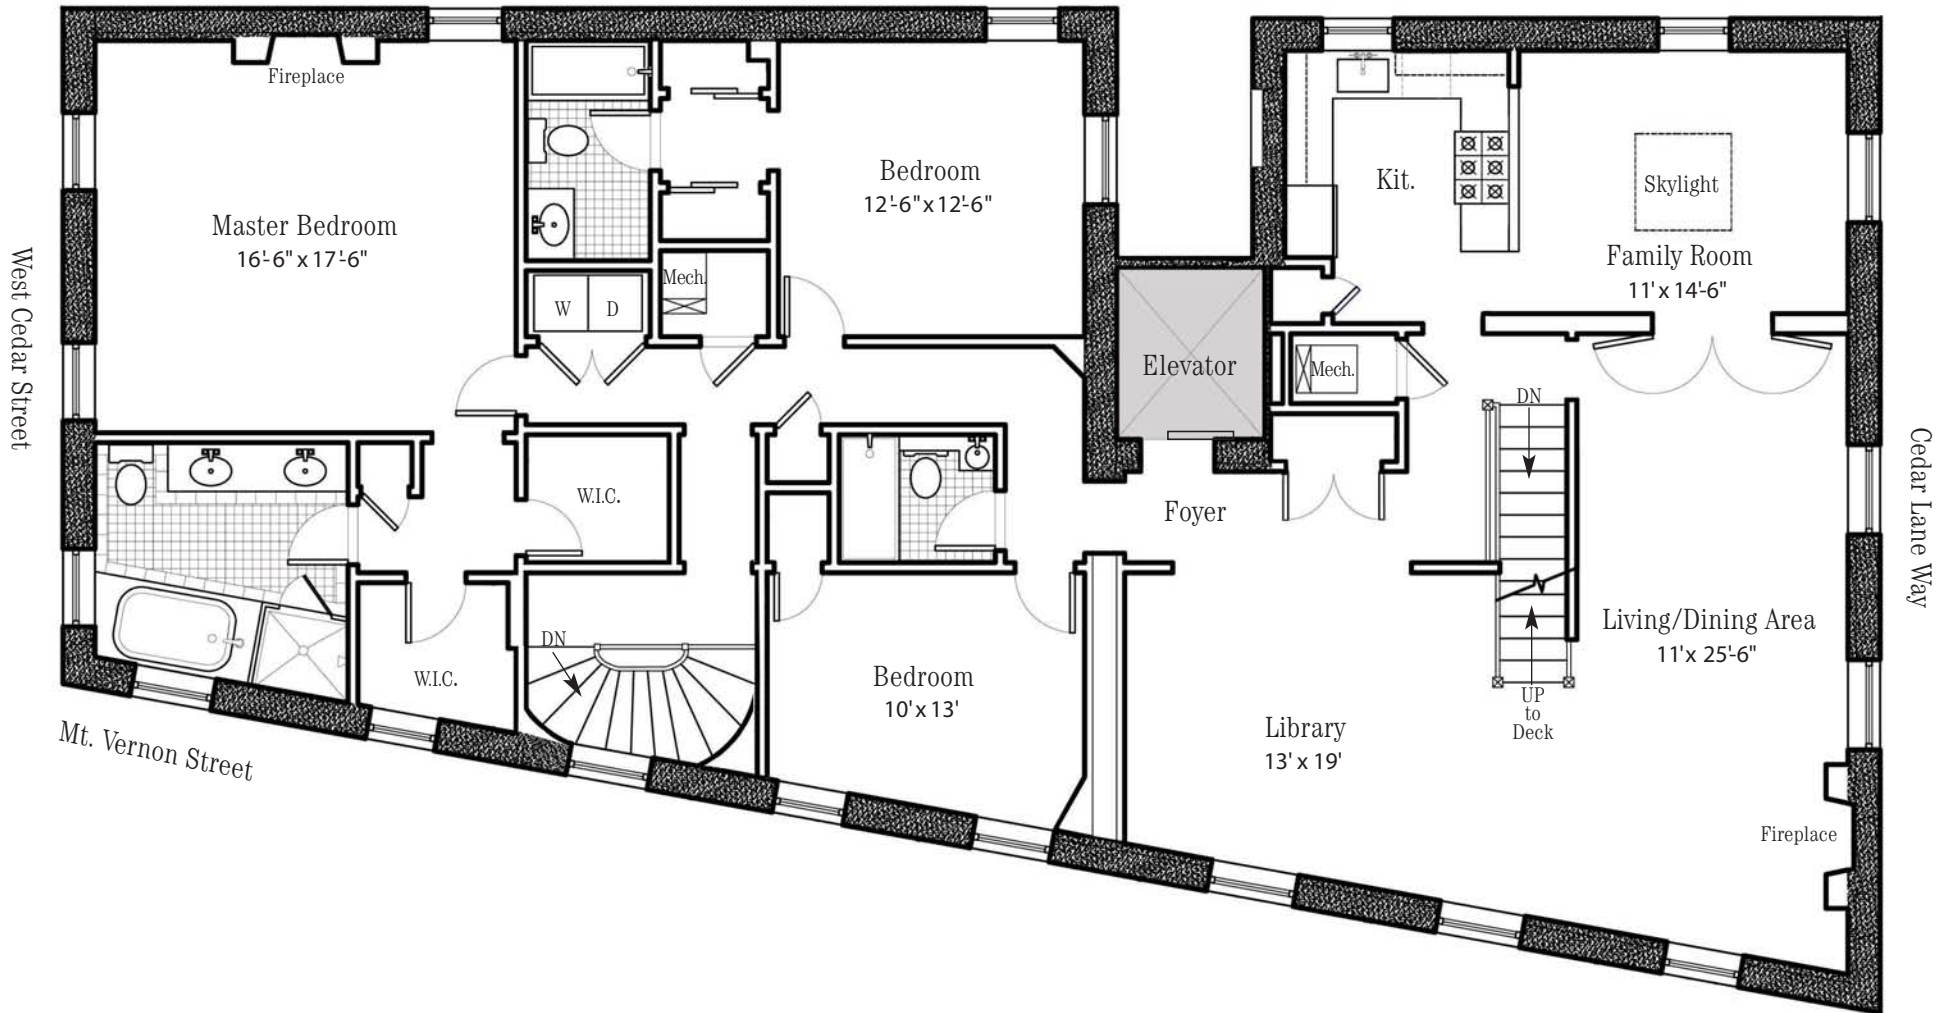 Fireplace
Master Bedroom
16'-6" x 17'-6"
Bedroom
12'-6" x 12'-6"
Kit.
Skylight
Family Room
11' x 14'-6"
Mech.
W D
Elevator
Mech.
West Cedar Street
DN
W.I.C.
Foyer
Cedar Lane Way
Living/Dining Area
11' x 25'-6"
DN
W.I.C.
Bedroom
10' x 13'
UP
to
Deck
Library
13' x 19'
Mt. Vernon Street
Fireplace